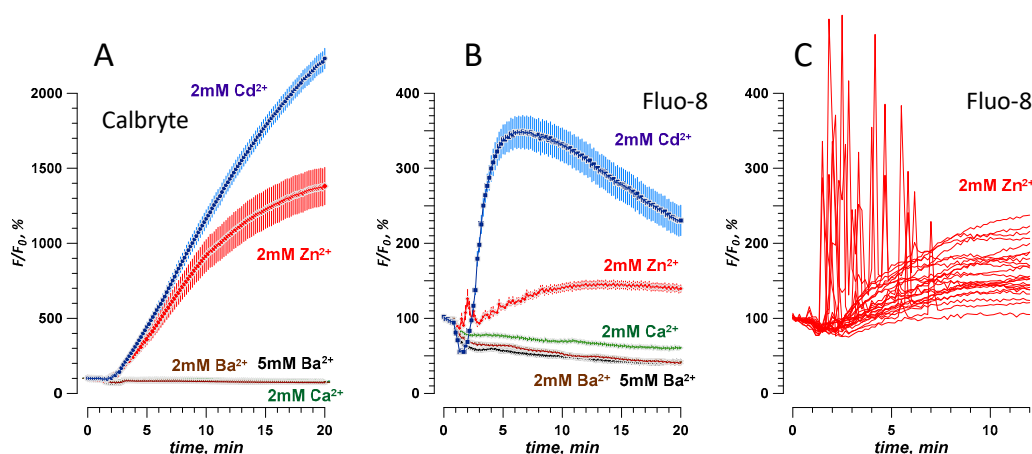 A
Calbryte
2mM Cd²⁺
2mM Zn²⁺
2mM Ba²⁺ 5mM Ba²⁺
2mM Ca²⁺
F/F₀, %
2000
1500
1000
500
0
0 5 10 15 20
time, min
B
Fluo-8
2mM Cd²⁺
2mM Zn²⁺
2mM Ca²⁺
2mM Ba²⁺ 5mM Ba²⁺
F/F₀, %
400
300
200
100
0
0 5 10 15 20
time, min
C
Fluo-8
2mM Zn²⁺
F/F₀, %
400
300
200
100
0
0 5 10
time, min